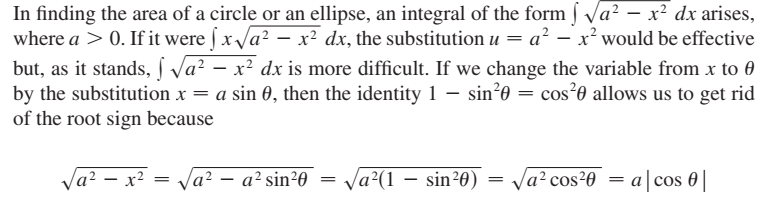 In finding the area of a circle or an ellipse, an integral of the form ∫ √(a² − x²) dx arises,
where a > 0. If it were ∫ x√(a² − x²) dx, the substitution u = a² − x² would be effective
but, as it stands, ∫ √(a² − x²) dx is more difficult. If we change the variable from x to θ
by the substitution x = a sin θ, then the identity 1 − sin²θ = cos²θ allows us to get rid
of the root sign because
√(a² − x²) = √(a² − a² sin²θ) = √(a²(1 − sin²θ)) = √(a² cos²θ) = a|cos θ|